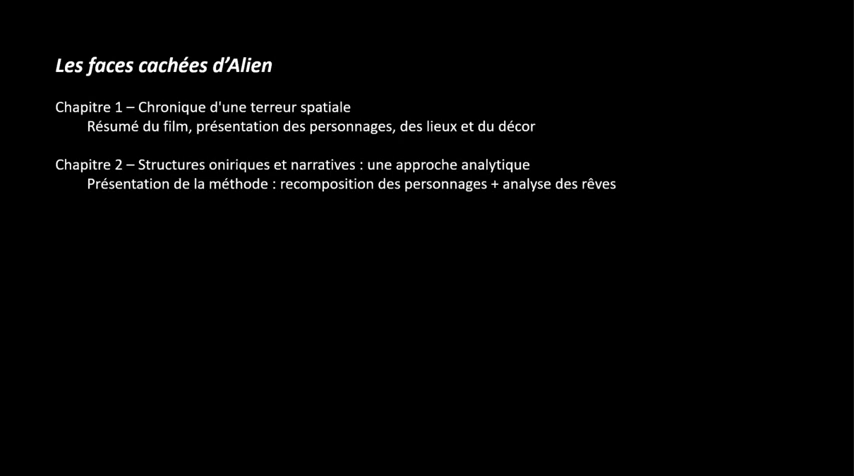 Les faces cachées d’Alien
Chapitre 1 – Chronique d'une terreur spatiale
Résumé du film, présentation des personnages, des lieux et du décor
Chapitre 2 – Structures oniriques et narratives : une approche analytique
Présentation de la méthode : recomposition des personnages + analyse des rêves